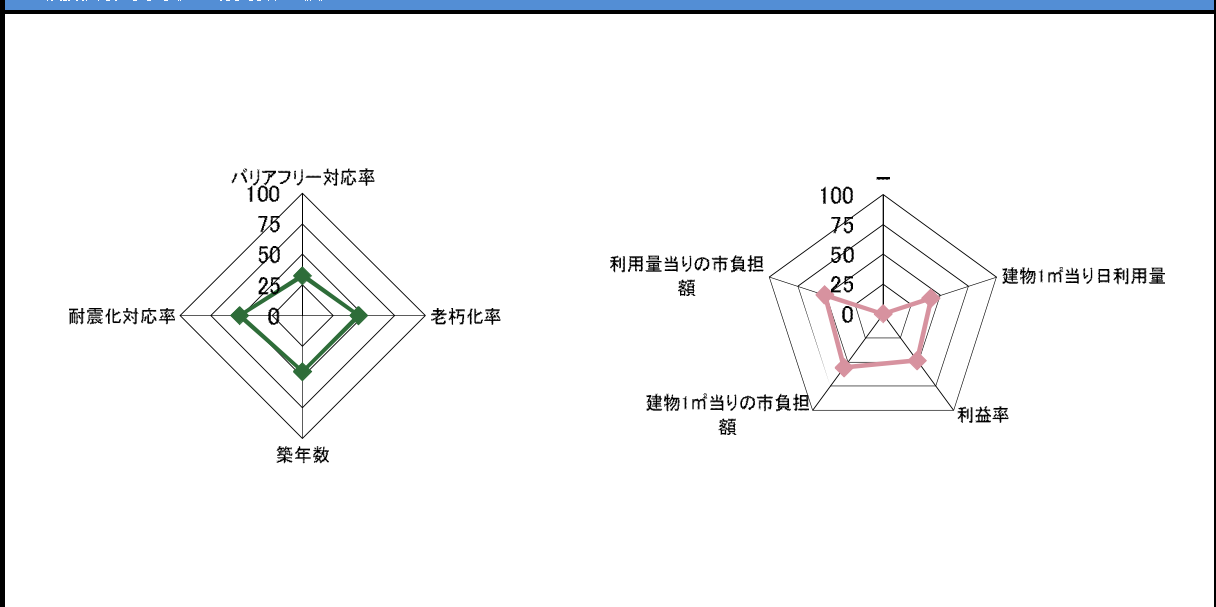 バリアフリー対応率
100
75
50
25
0
耐震化対応率
老朽化率
築年数
－
100
75
50
25
0
利用量当りの市負担
額
建物1㎡当り日利用量
建物1㎡当りの市負担
額
利益率